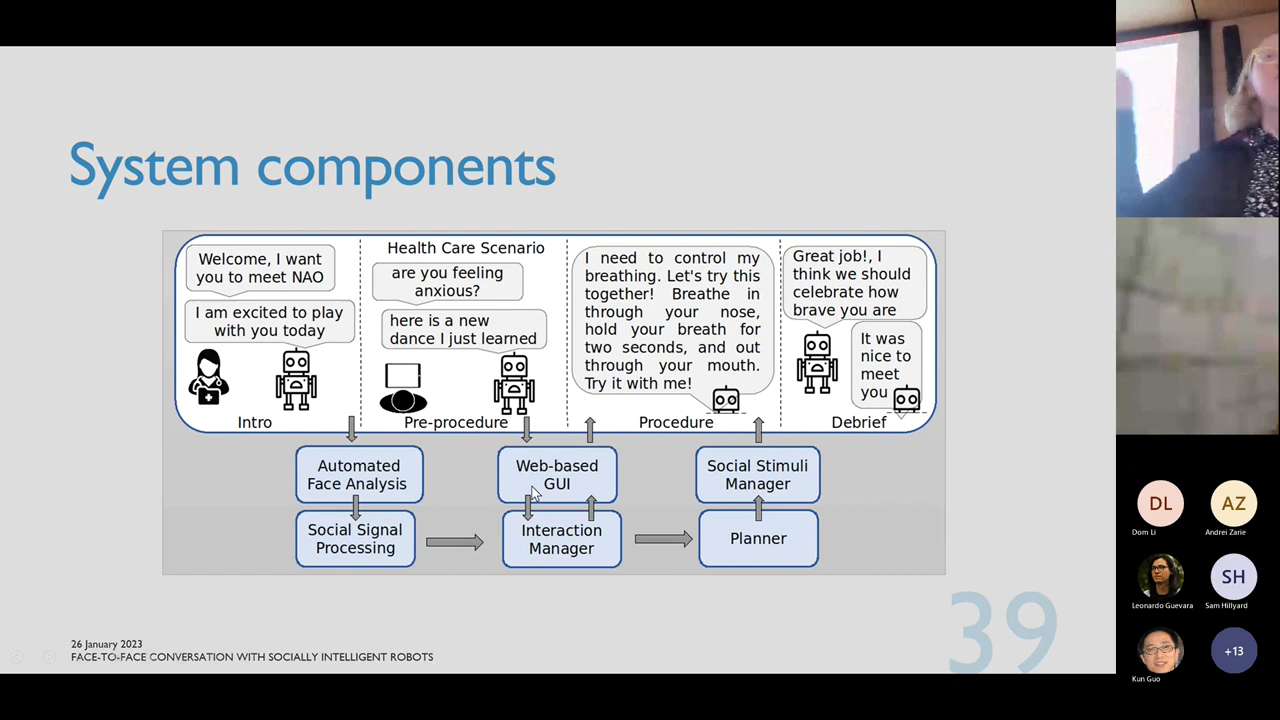 System components
Welcome, I want
you to meet NAO
I am excited to play
with you today
Intro
Health Care Scenario
are you feeling
anxious?
here is a new
dance I just learned
Pre-procedure
I need to control my
breathing. Let's try this
together! Breathe in
through your nose,
hold your breath for
two seconds, and out
through your mouth.
Try it with me!
Procedure
Great job!, I
think we should
celebrate how
brave you are
It was
nice to
meet
you
Debrief
Automated
Face Analysis
Social Signal
Processing
Web-based
GUI
Interaction
Manager
Social Stimuli
Manager
Planner
26 January 2023
FACE-TO-FACE CONVERSATION WITH SOCIALLY INTELLIGENT ROBOTS
39
DL
Dom Li
AZ
Andrei Zarie
Leonardo Guevara
SH
Sam Hillyard
Kun Guo
+13